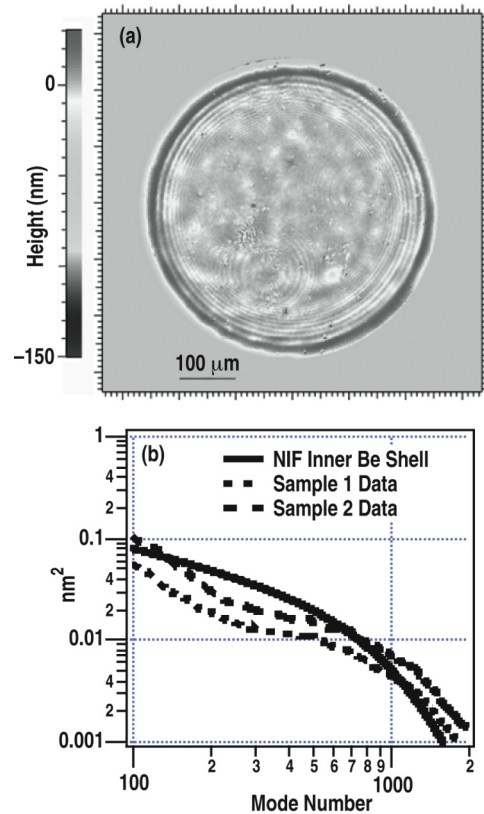 (a)
0
Height (nm)
−150
100 μm
(b)
NIF Inner Be Shell
Sample 1 Data
Sample 2 Data
1
4
2
0.1
4
2
0.01
4
2
0.001
nm²
100 2 3 4 5 6 7 8 9 1000 2
Mode Number